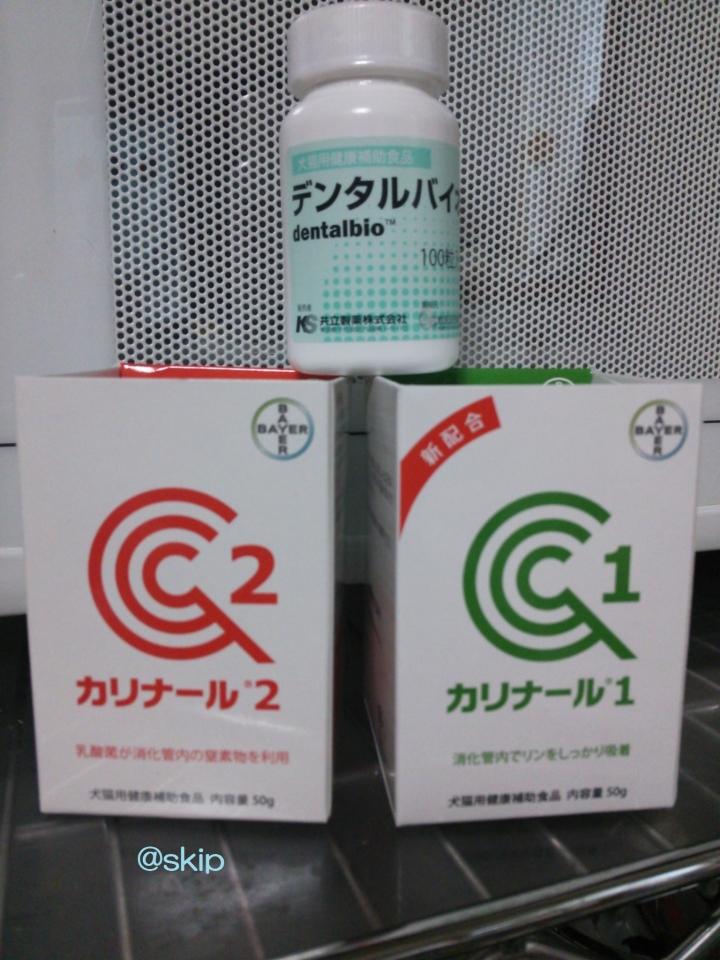 犬猫用健康補助食品
デンタルバイ
dentalbio™
100粒
KS 共立製薬株式会社
BAYER
BAYER
2
カリナール®2
乳酸菌が消化管内の窒素物を利用
犬猫用健康補助食品 内容量 50g
新配合
BAYER
BAYER
1
カリナール®1
消化管内でリンをしっかり吸着
犬猫用健康補助食品 内容量 50g
@skip